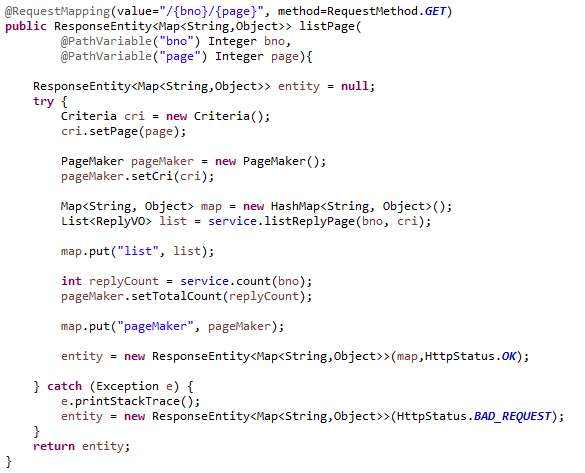 @RequestMapping(value="/{bno}/{page}", method=RequestMethod.GET)
public ResponseEntity<Map<String,Object>> listPage(
        @PathVariable("bno") Integer bno,
        @PathVariable("page") Integer page){

    ResponseEntity<Map<String,Object>> entity = null;
    try {
        Criteria cri = new Criteria();
        cri.setPage(page);

        PageMaker pageMaker = new PageMaker();
        pageMaker.setCri(cri);

        Map<String, Object> map = new HashMap<String, Object>();
        List<ReplyVO> list = service.listReplyPage(bno, cri);

        map.put("list", list);

        int replyCount = service.count(bno);
        pageMaker.setTotalCount(replyCount);

        map.put("pageMaker", pageMaker);

        entity = new ResponseEntity<Map<String,Object>>(map,HttpStatus.OK);

    } catch (Exception e) {
        e.printStackTrace();
        entity = new ResponseEntity<Map<String,Object>>(HttpStatus.BAD_REQUEST);
    }
    return entity;
}